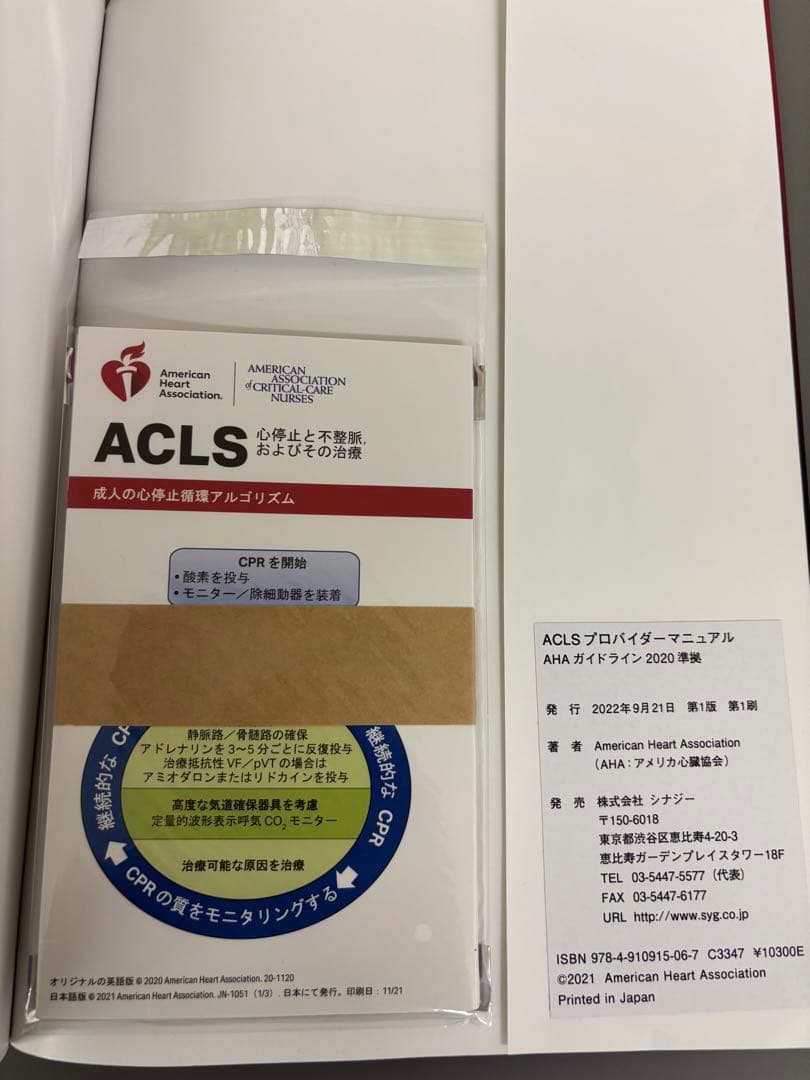 American
Heart
Association.
AMERICAN
ASSOCIATION
of CRITICAL-CARE
NURSES
ACLS
心停止と不整脈,
およびその治療
成人の心停止循環アルゴリズム
CPR を開始
• 酸素を投与
• モニター／除細動器を装着
継続的な
継続的な CPR
静脈路／骨髄路の確保
アドレナリンを3〜5分ごとに反復投与
治療抵抗性 VF／pVT の場合は
アミオダロンまたはリドカインを投与
高度な気道確保器具を考慮
定量的波形表示呼気 CO₂ モニター
治療可能な原因を治療
CPR の質をモニタリングする
オリジナルの英語版 © 2020 American Heart Association. 20-1120
日本語版 © 2021 American Heart Association. JN-1051（1/3）. 日本にて発行。印刷日：11/21
ACLS プロバイダーマニュアル
AHA ガイドライン 2020 準拠
発 行 2022年9月21日 第1版 第1刷
著 者 American Heart Association
（AHA：アメリカ心臓協会）
発 売 株式会社 シナジー
〒150-6018
東京都渋谷区恵比寿4-20-3
恵比寿ガーデンプレイスタワー18F
TEL 03-5447-5577（代表）
FAX 03-5447-6177
URL http://www.syg.co.jp
ISBN 978-4-910915-06-7 C3347 ¥10300E
©2021 American Heart Association
Printed in Japan